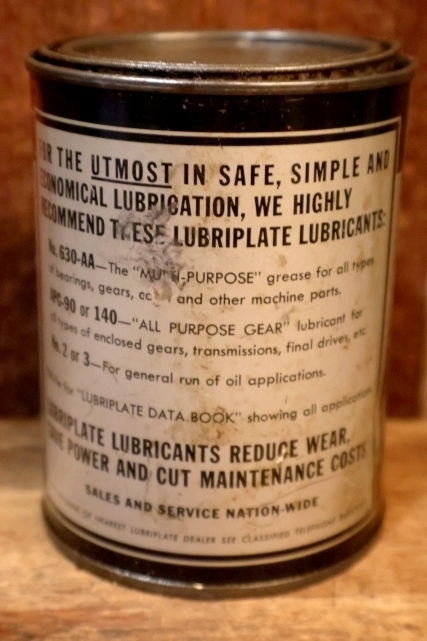 FOR THE UTMOST IN SAFE, SIMPLE AND
ECONOMICAL LUBRICATION, WE HIGHLY
RECOMMEND THESE LUBRIPLATE LUBRICANTS:
No. 630-AA—The "MULTI-PURPOSE" grease for all types
of bearings, gears, and other machine parts.
APG-90 or 140—"ALL PURPOSE GEAR" lubricant for
all types of enclosed gears, transmissions, final drives, etc.
No. 2 or 3—For general run of oil applications.
for "LUBRIPLATE DATA BOOK" showing all applications.
LUBRIPLATE LUBRICANTS REDUCE WEAR,
SAVE POWER AND CUT MAINTENANCE COSTS
SALES AND SERVICE NATION-WIDE
OF NEAREST LUBRIPLATE DEALER SEE CLASSIFIED TELEPHONE